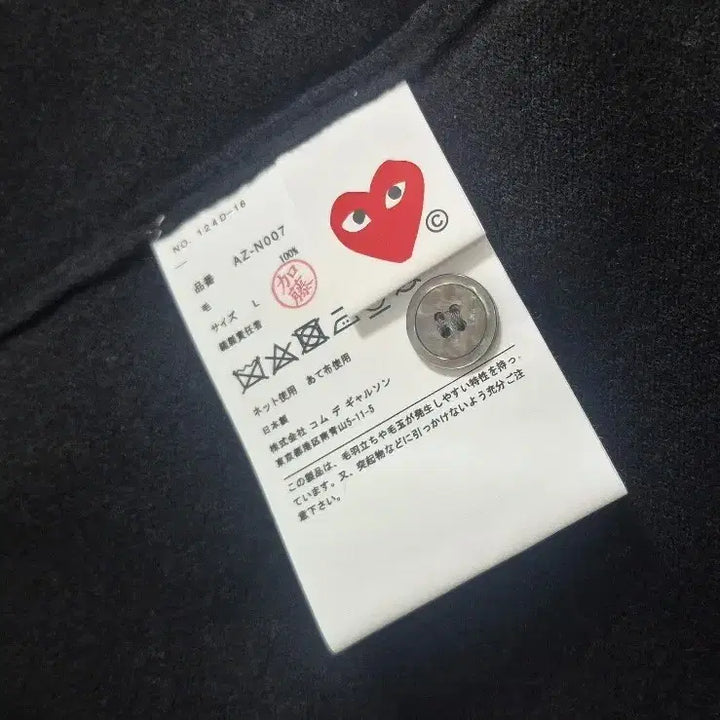 NO. 124D-16
品番 AZ-N007
毛 100%
サイズ L
縫製責任者 加藤
©
ネット使用 あて布使用
日本製
株式会社 コム デ ギャルソン
東京都港区南青山5-11-5
この製品は、毛羽立ちや毛玉が発生しやすい特性を持っ
ています。又、突起物などに引っかけないよう充分ご注
意下さい。